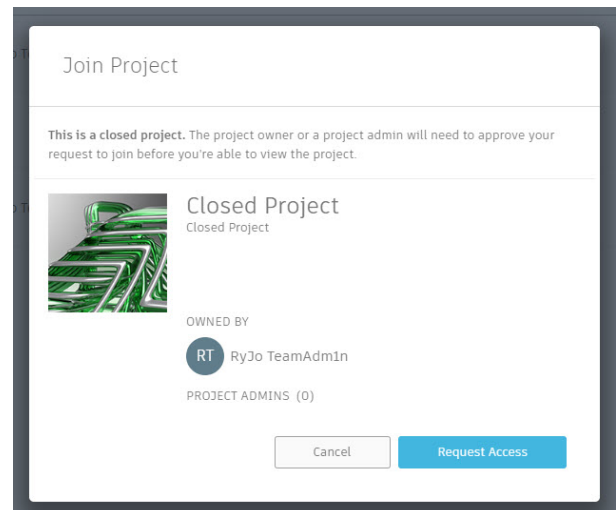 Join Project
This is a closed project. The project owner or a project admin will need to approve your
request to join before you're able to view the project.
Closed Project
Closed Project
OWNED BY
RT RyJo TeamAdm1n
PROJECT ADMINS (0)
Cancel Request Access